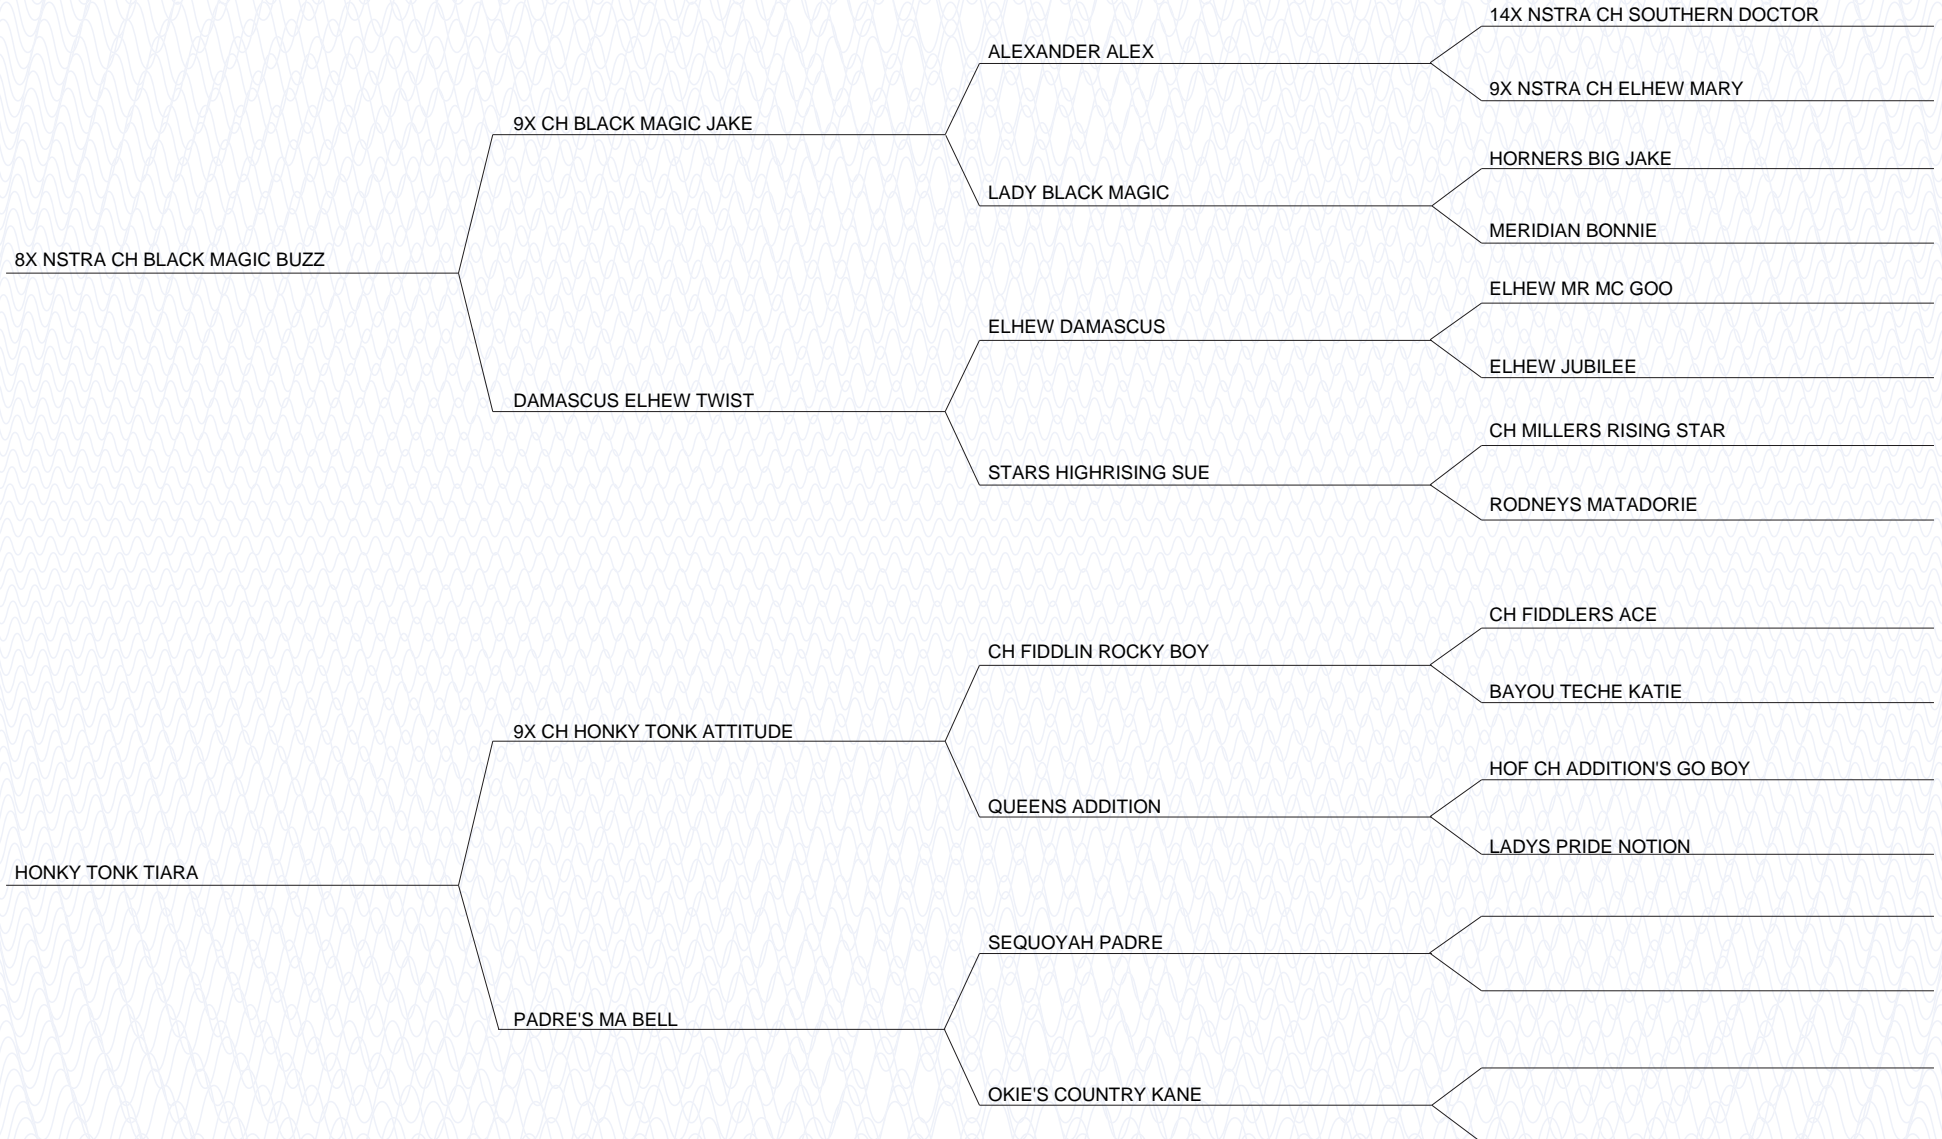 14X NSTRA CH SOUTHERN DOCTOR
ALEXANDER ALEX
9X NSTRA CH ELHEW MARY
9X CH BLACK MAGIC JAKE
HORNERS BIG JAKE
LADY BLACK MAGIC
MERIDIAN BONNIE
8X NSTRA CH BLACK MAGIC BUZZ
ELHEW MR MC GOO
ELHEW DAMASCUS
ELHEW JUBILEE
DAMASCUS ELHEW TWIST
CH MILLERS RISING STAR
STARS HIGHRISING SUE
RODNEYS MATADORIE
CH FIDDLERS ACE
CH FIDDLIN ROCKY BOY
BAYOU TECHE KATIE
9X CH HONKY TONK ATTITUDE
HOF CH ADDITION'S GO BOY
QUEENS ADDITION
LADYS PRIDE NOTION
HONKY TONK TIARA
SEQUOYAH PADRE
PADRE'S MA BELL
OKIE'S COUNTRY KANE